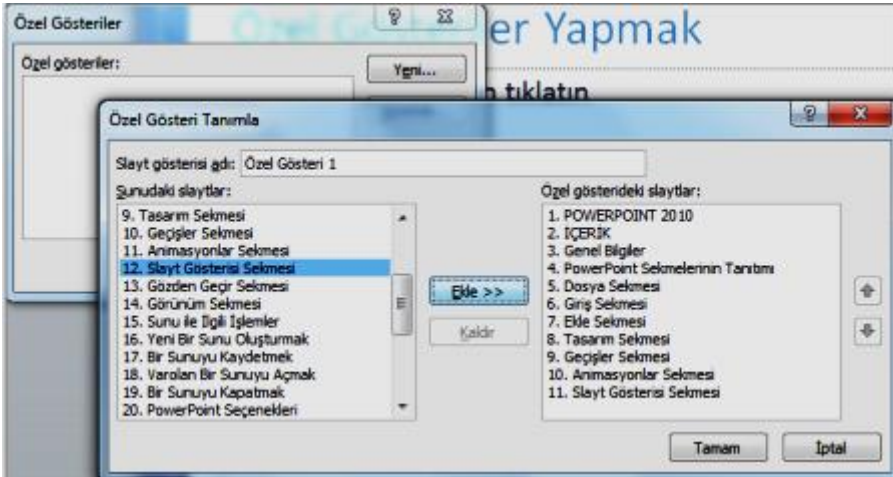 Özel Gösteriler
Özel Gösteriler Yapmak
Özel gösteriler:
Yeni...
n tıklatın
Özel Gösteri Tanımla
Slayt gösterisi adı: Özel Gösteri 1
Sunudaki slaytlar:
9. Tasarım Sekmesi
10. Geçişler Sekmesi
11. Animasyonlar Sekmesi
12. Slayt Gösterisi Sekmesi
13. Gözden Geçir Sekmesi
14. Görünüm Sekmesi
15. Sunu ile İlgili İşlemler
16. Yeni Bir Sunu Oluşturmak
17. Bir Sunuyu Kaydetmek
18. Varolan Bir Sunuyu Açmak
19. Bir Sunuyu Kapatmak
20. PowerPoint Seçenekleri
Ekle >>
Kaldır
Özel gösterideki slaytlar:
1. POWERPOINT 2010
2. İÇERİK
3. Genel Bilgiler
4. PowerPoint Sekmelerinin Tanıtımı
5. Dosya Sekmesi
6. Giriş Sekmesi
7. Ekle Sekmesi
8. Tasarım Sekmesi
9. Geçişler Sekmesi
10. Animasyonlar Sekmesi
11. Slayt Gösterisi Sekmesi
Tamam
İptal